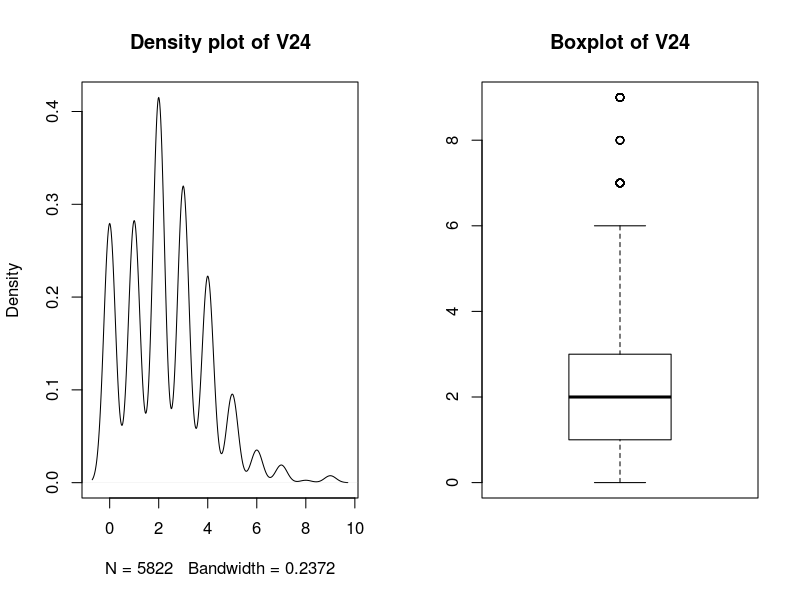 Density plot of V24
Density
0.0
0.1
0.2
0.3
0.4
0 2 4 6 8 10
N = 5822 Bandwidth = 0.2372
Boxplot of V24
0
2
4
6
8